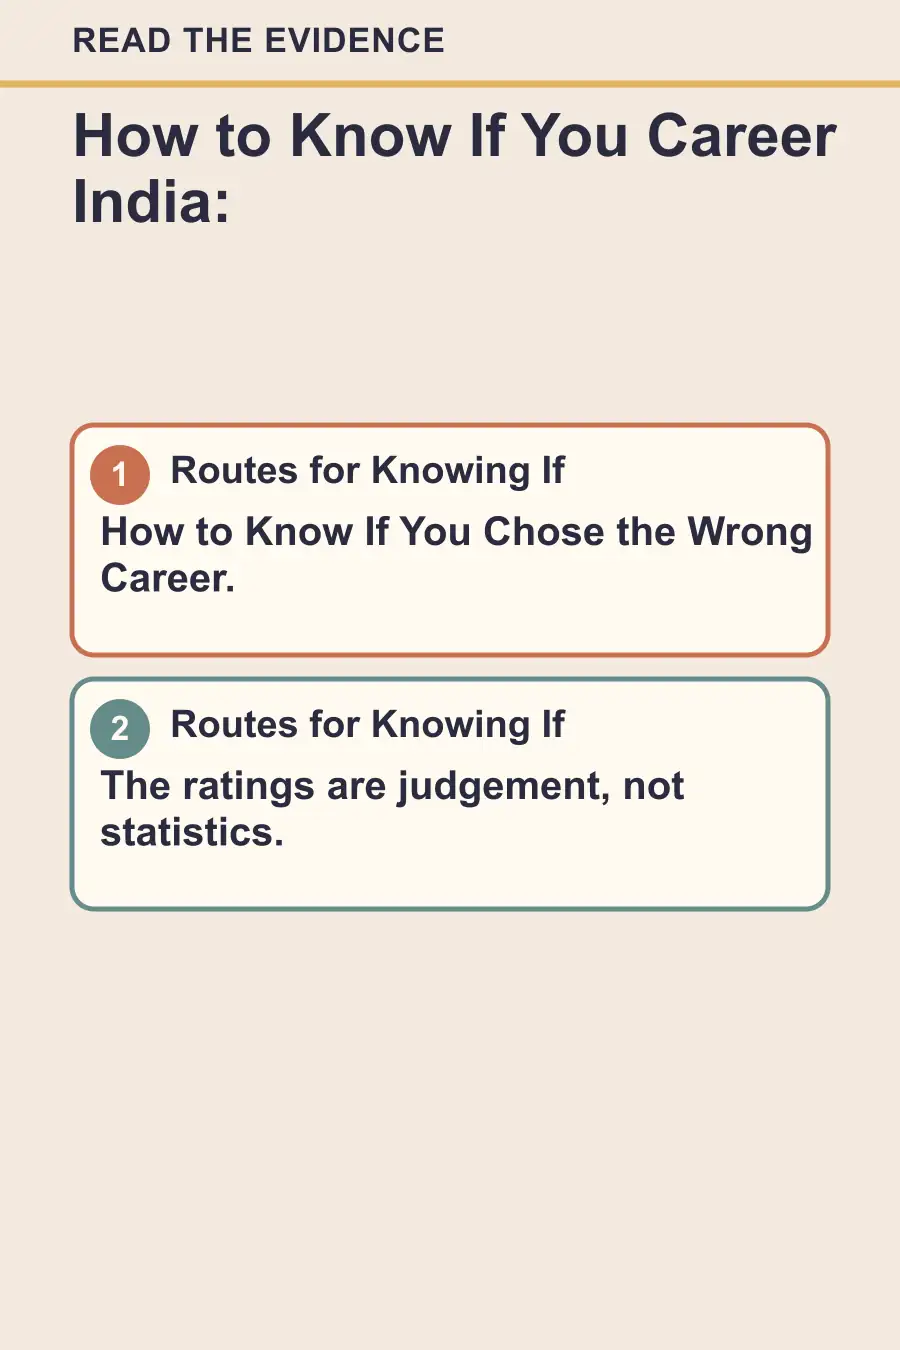 READ THE EVIDENCE
How to Know If You Career
India:
1 Routes for Knowing If
How to Know If You Chose the Wrong
Career.
2 Routes for Knowing If
The ratings are judgement, not
statistics.